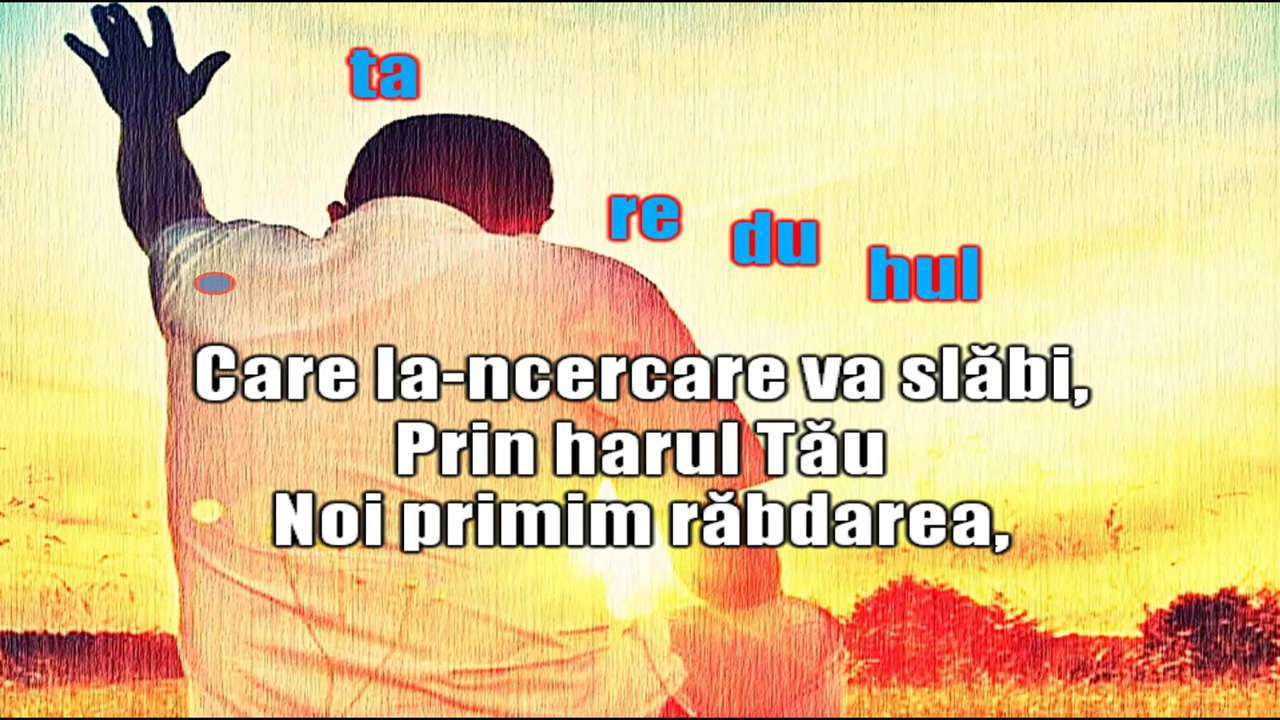 ta
re du hul
Care la-ncercare va slăbi,
Prin harul Tău
Noi primim răbdarea,